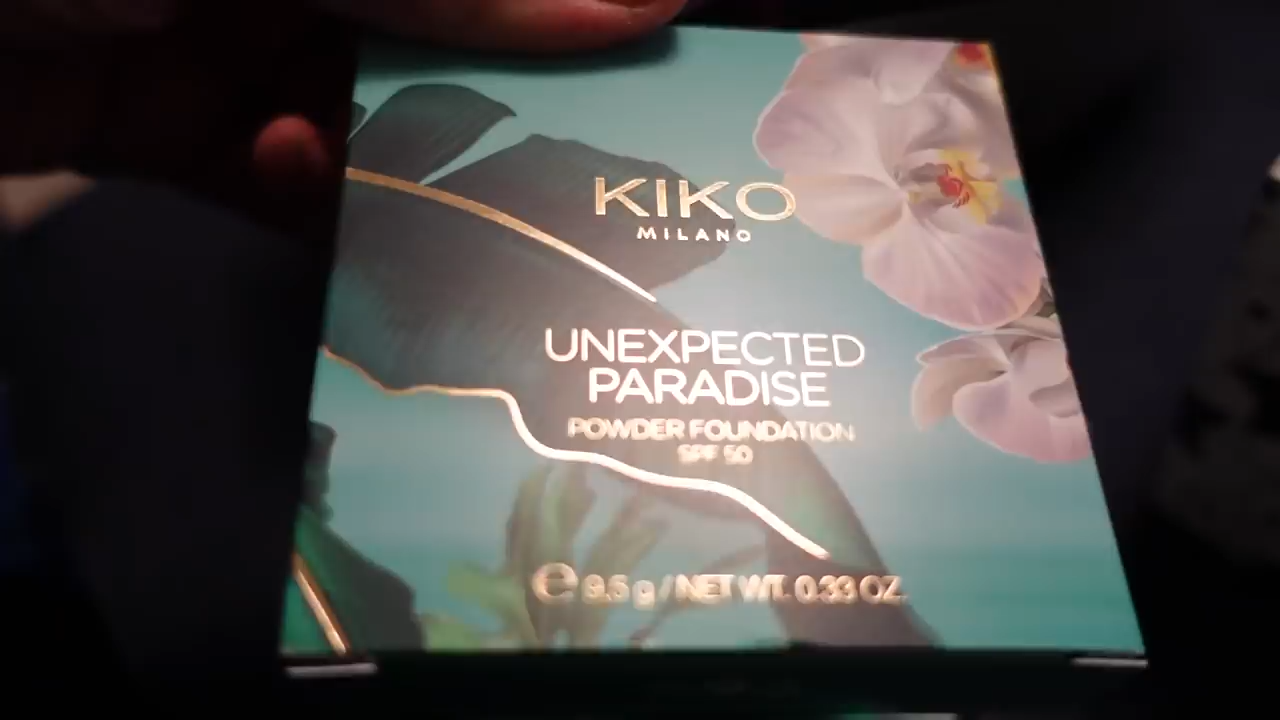 KIKO
MILANO
UNEXPECTED
PARADISE
POWDER FOUNDATION
SPF 50
e 9.5 g / NET WT. 0.33 OZ.